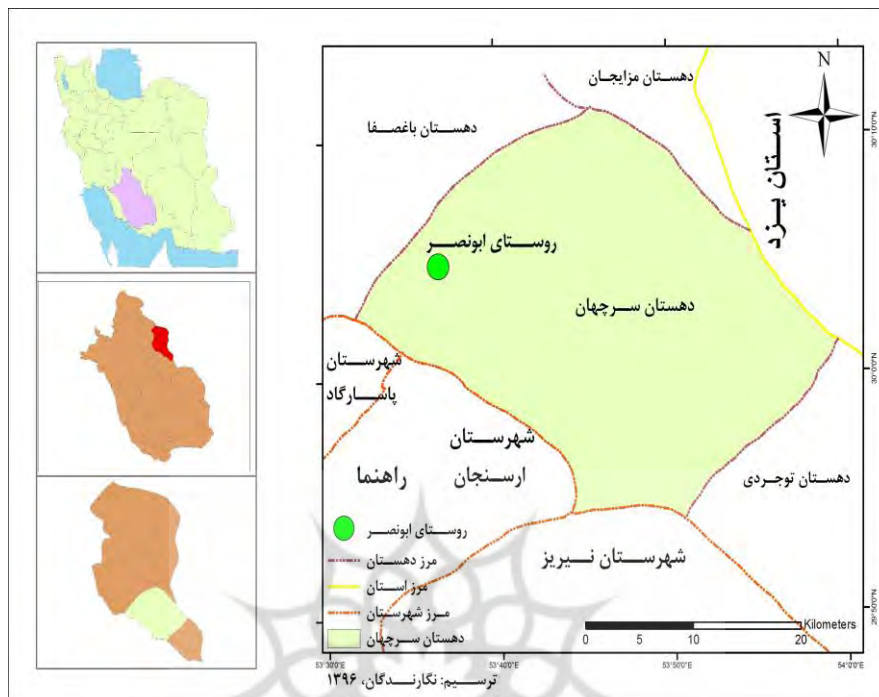 دهستان مزایجان
N
دهستان باغصفا
30°10'0"N
استان یزد
روستای ابونصر
دهستان سرچهان
30°0'0"N
شهرستان
پاسارگاد
شهرستان
ارسنجان
راهنما
دهستان توجردی
روستای ابونصر
مرز دهستان
شهرستان نیریز
مرز استان
مرز شهرستان
29°50'0"N
دهستان سرچهان
Kilometers
0 5 10 20
53°30'0"E 53°40'0"E 53°50'0"E 54°0'0"E
ترسیم: نگارندگان، ۱۳۹۶